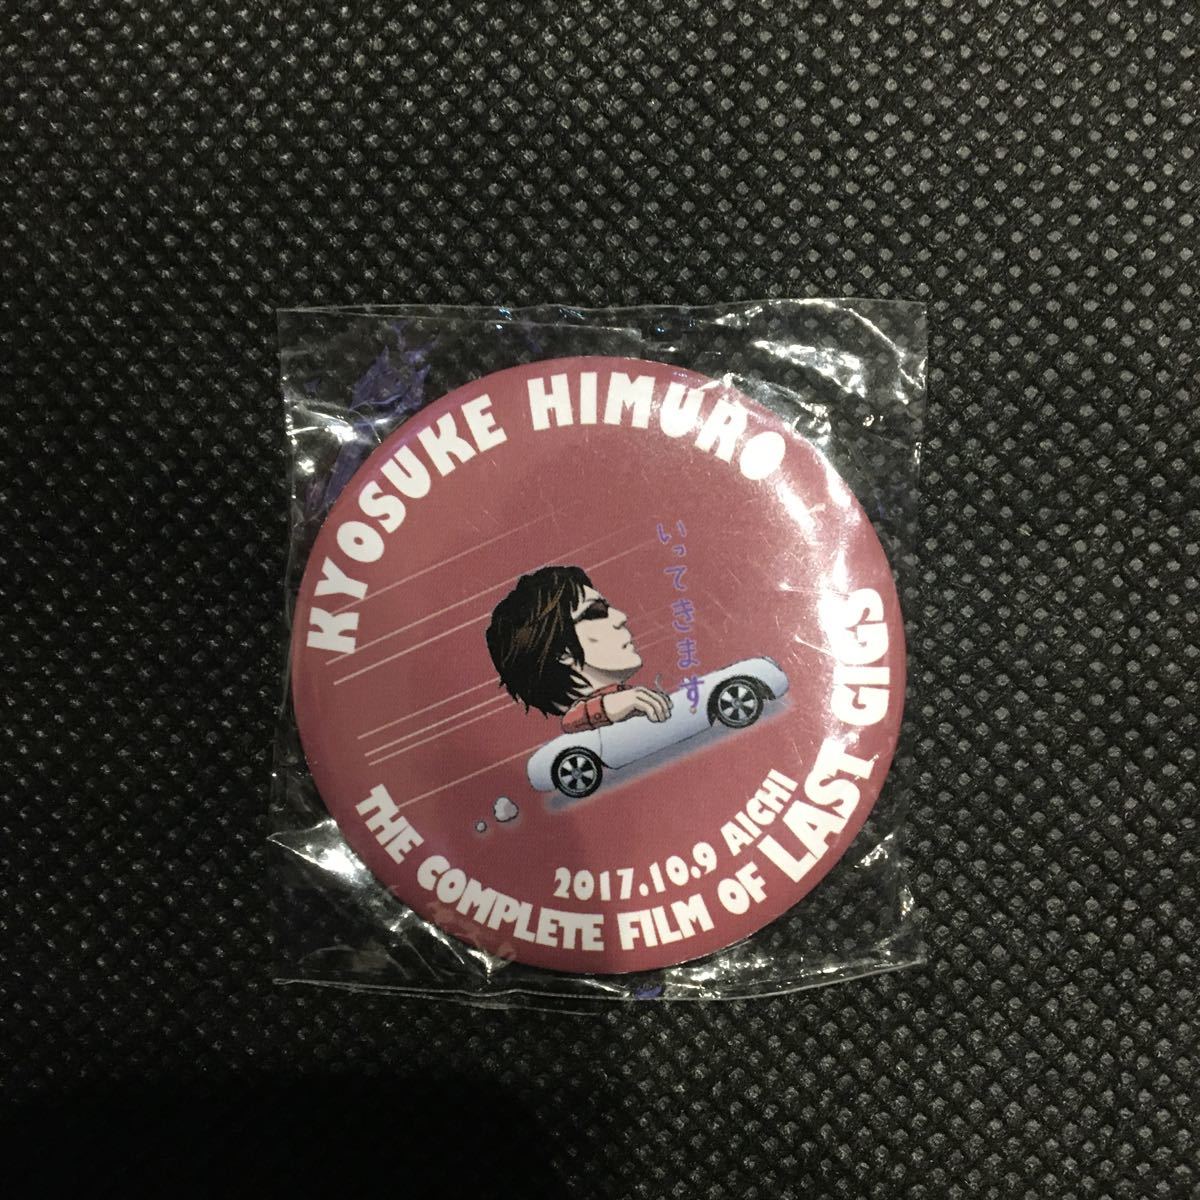 KYOSUKE HIMURO
いってきます
2017.10.9 AICHI
THE COMPLETE FILM OF LAST GIGS